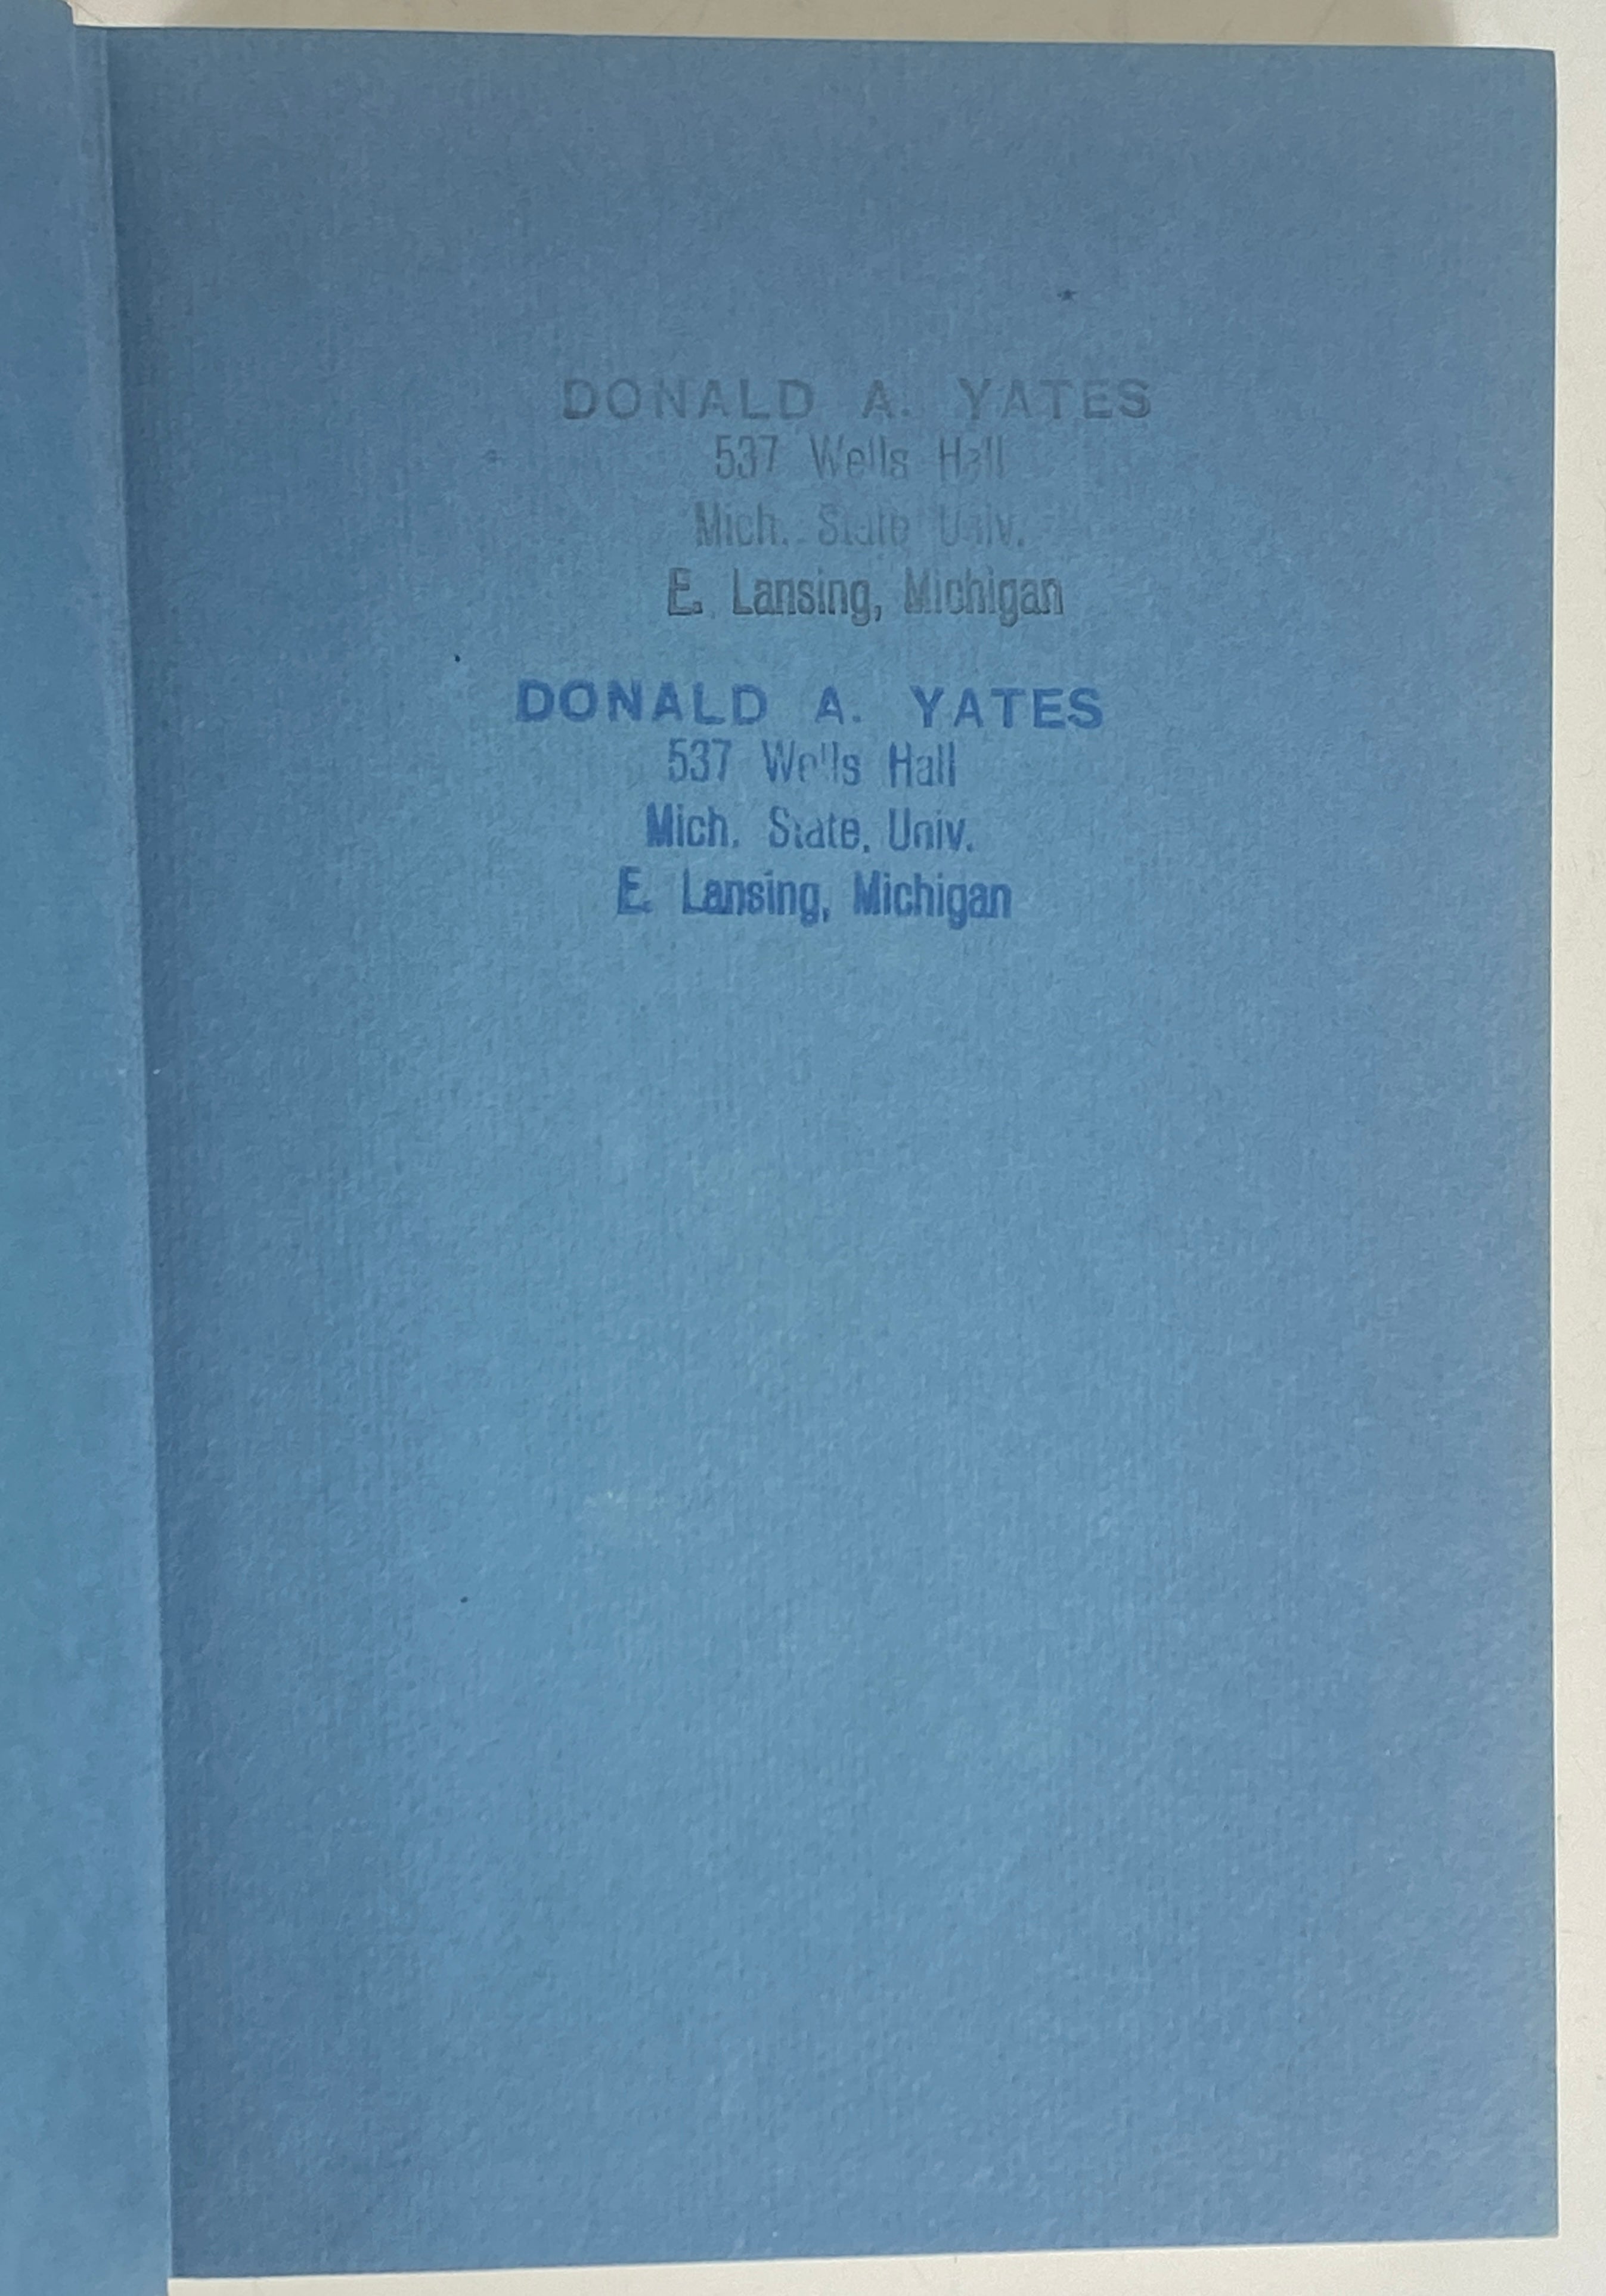 DONALD A. YATES
537 Wells Hall
Mich. State Univ.
E. Lansing, Michigan
DONALD A. YATES
537 Wells Hall
Mich. State, Univ.
E. Lansing, Michigan